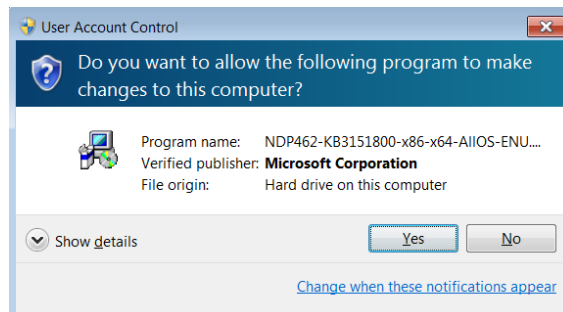 User Account Control
Do you want to allow the following program to make
changes to this computer?
Program name: NDP462-KB3151800-x86-x64-AllOS-ENU....
Verified publisher: Microsoft Corporation
File origin: Hard drive on this computer
Show details
Yes
No
Change when these notifications appear